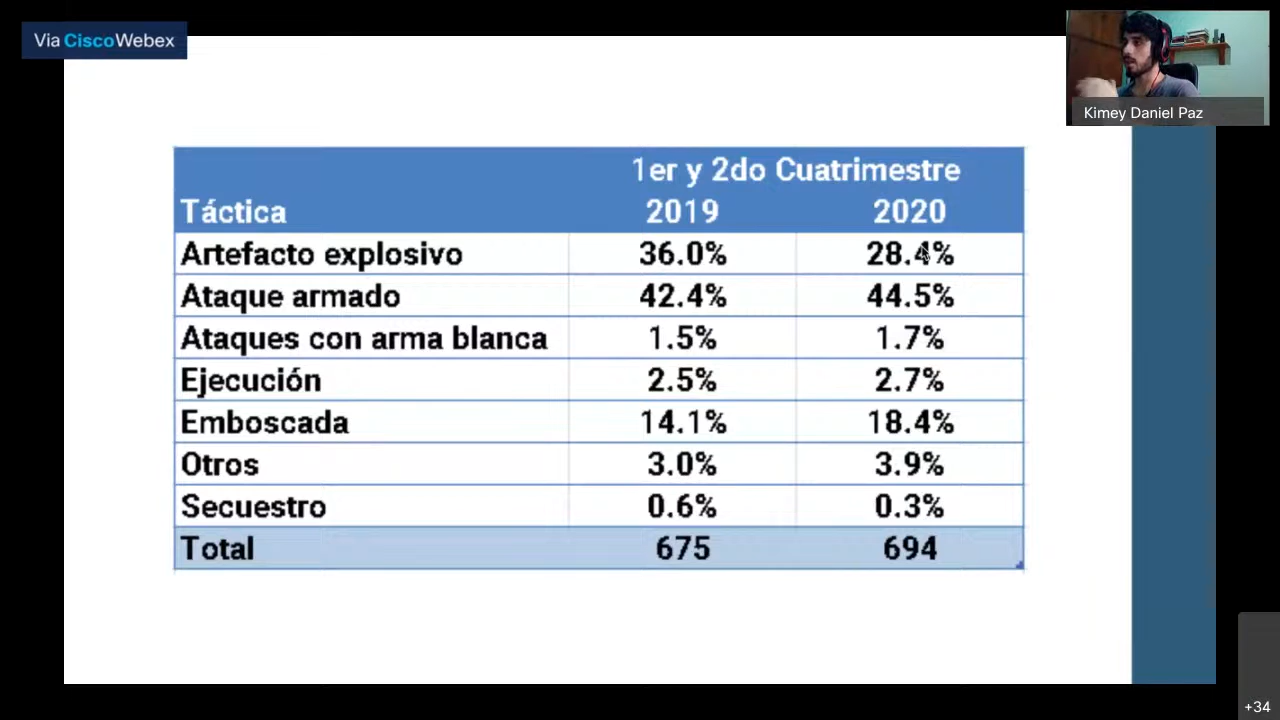 Via CiscoWebex
Kimey Daniel Paz
1er y 2do Cuatrimestre
Táctica 2019 2020
Artefacto explosivo 36.0% 28.4%
Ataque armado 42.4% 44.5%
Ataques con arma blanca 1.5% 1.7%
Ejecución 2.5% 2.7%
Emboscada 14.1% 18.4%
Otros 3.0% 3.9%
Secuestro 0.6% 0.3%
Total 675 694
+34